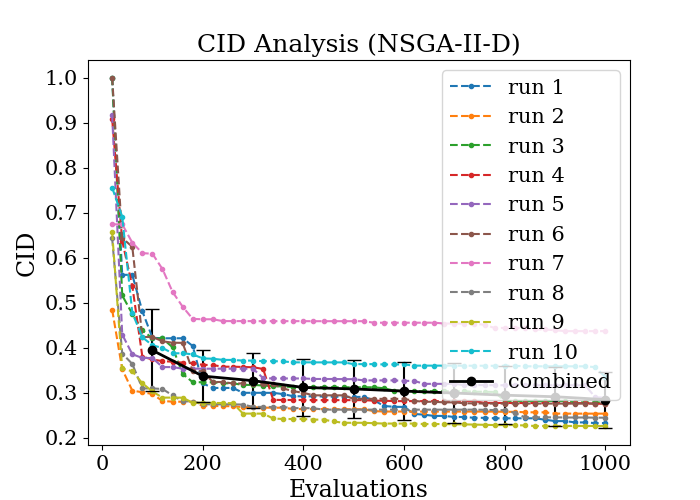 CID Analysis (NSGA-II-D)
1.0
0.9
0.8
0.7
0.6
0.5
0.4
0.3
0.2
CID
run 1
run 2
run 3
run 4
run 5
run 6
run 7
run 8
run 9
run 10
combined
0 200 400 600 800 1000
Evaluations